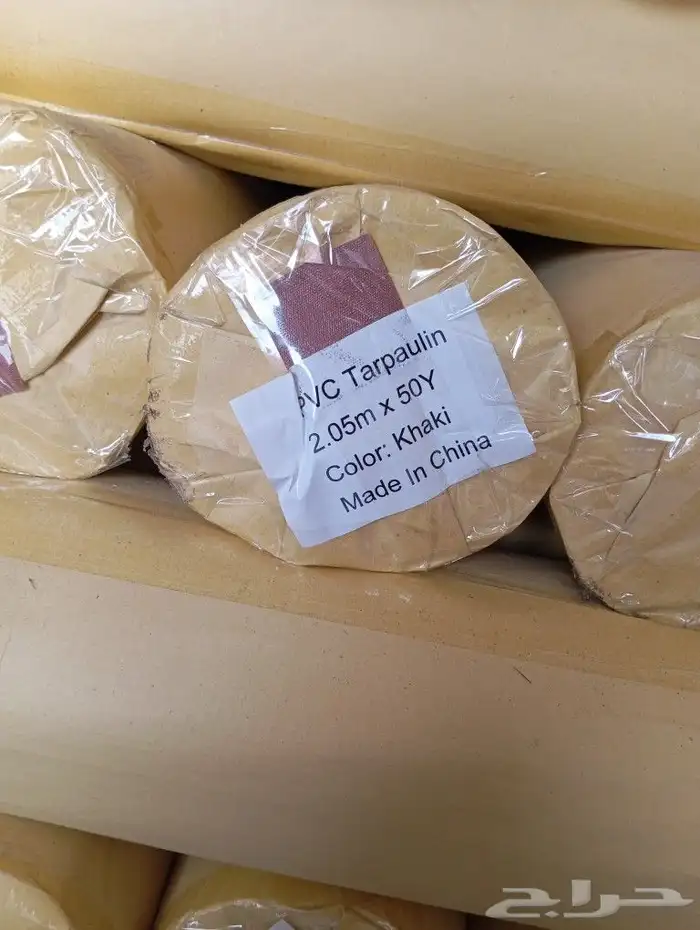 PVC Tarpaulin
2.05m x 50Y
Color: Khaki
Made In China
حراج